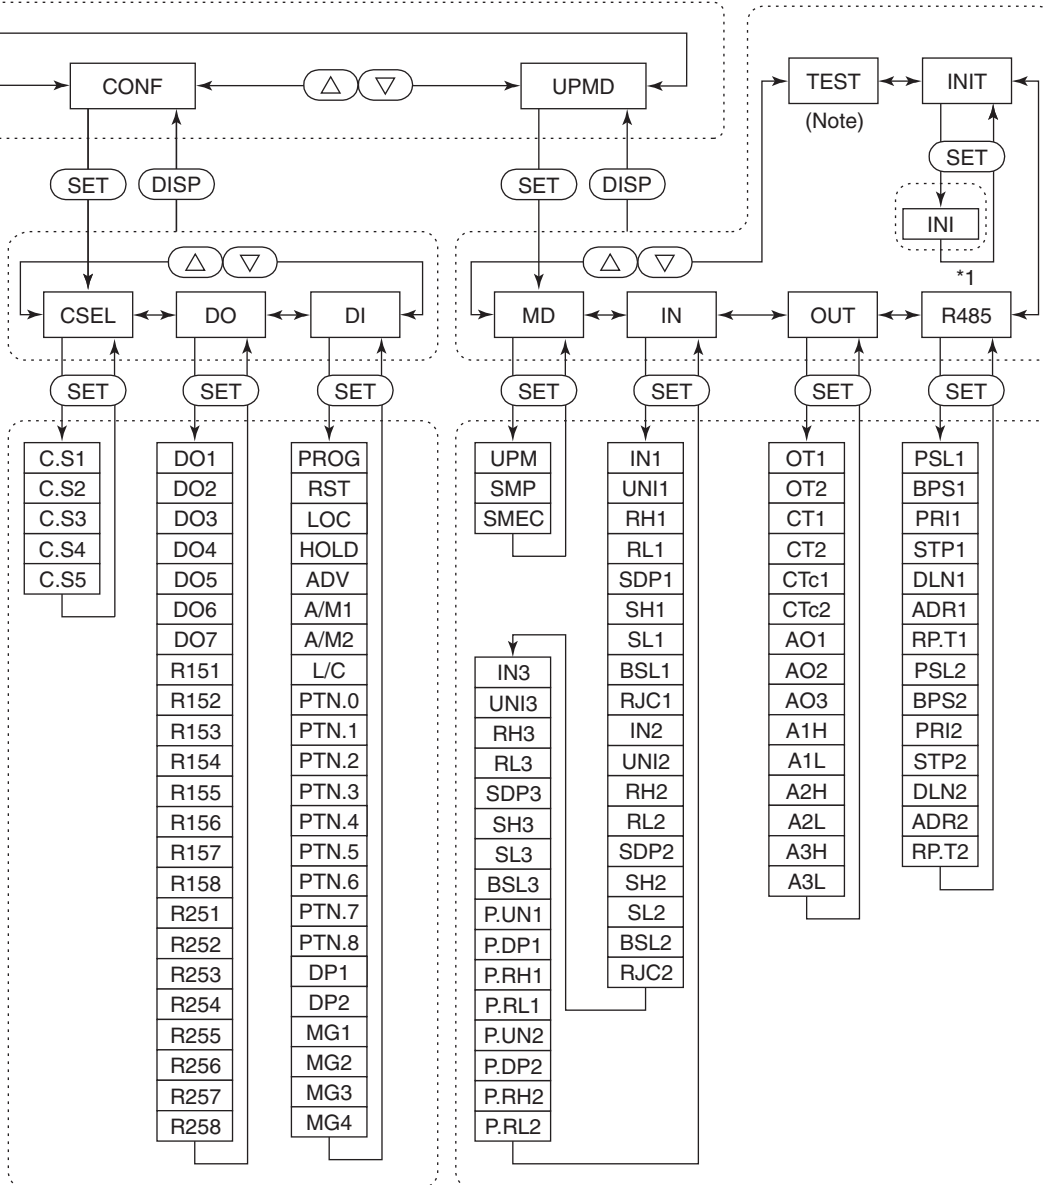 CONF
UPMD
TEST
INIT
(Note)
SET
DISP
SET
DISP
SET
INI
*1
CSEL
DO
DI
MD
IN
OUT
R485
SET
SET
SET
SET
SET
SET
SET
C.S1
C.S2
C.S3
C.S4
C.S5
DO1
DO2
DO3
DO4
DO5
DO6
DO7
R151
R152
R153
R154
R155
R156
R157
R158
R251
R252
R253
R254
R255
R256
R257
R258
PROG
RST
LOC
HOLD
ADV
A/M1
A/M2
L/C
PTN.0
PTN.1
PTN.2
PTN.3
PTN.4
PTN.5
PTN.6
PTN.7
PTN.8
DP1
DP2
MG1
MG2
MG3
MG4
UPM
SMP
SMEC
IN1
UNI1
RH1
RL1
SDP1
SH1
SL1
BSL1
RJC1
IN2
UNI2
RH2
RL2
SDP2
SH2
SL2
BSL2
RJC2
IN3
UNI3
RH3
RL3
SDP3
SH3
SL3
BSL3
P.UN1
P.DP1
P.RH1
P.RL1
P.UN2
P.DP2
P.RH2
P.RL2
OT1
OT2
CT1
CT2
CTc1
CTc2
AO1
AO2
AO3
A1H
A1L
A2H
A2L
A3H
A3L
PSL1
BPS1
PRI1
STP1
DLN1
ADR1
RP.T1
PSL2
BPS2
PRI2
STP2
DLN2
ADR2
RP.T2